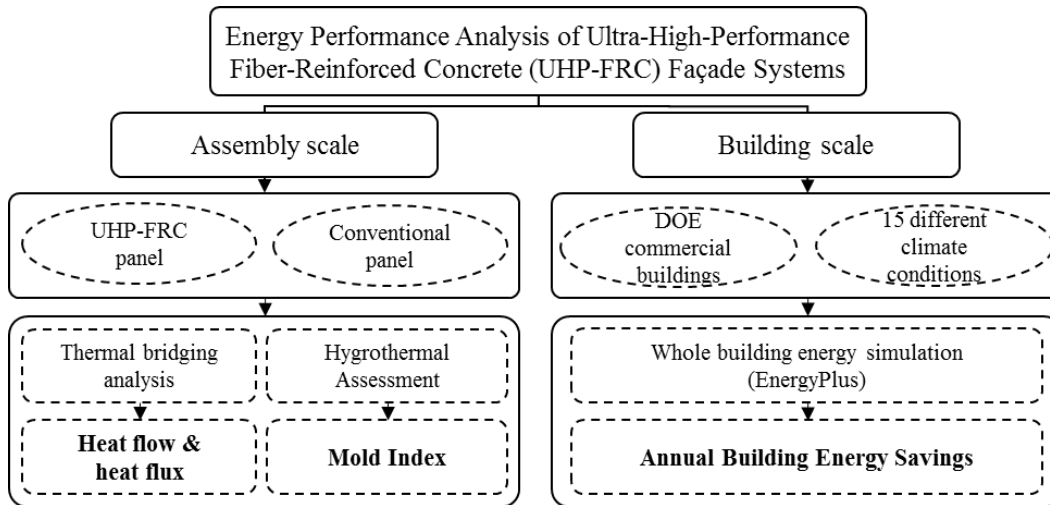 Energy Performance Analysis of Ultra-High-Performance
Fiber-Reinforced Concrete (UHP-FRC) Façade Systems
Assembly scale
Building scale
UHP-FRC
panel
Conventional
panel
DOE
commercial
buildings
15 different
climate
conditions
Thermal bridging
analysis
Hygrothermal
Assessment
Whole building energy simulation
(EnergyPlus)
Heat flow &
heat flux
Mold Index
Annual Building Energy Savings